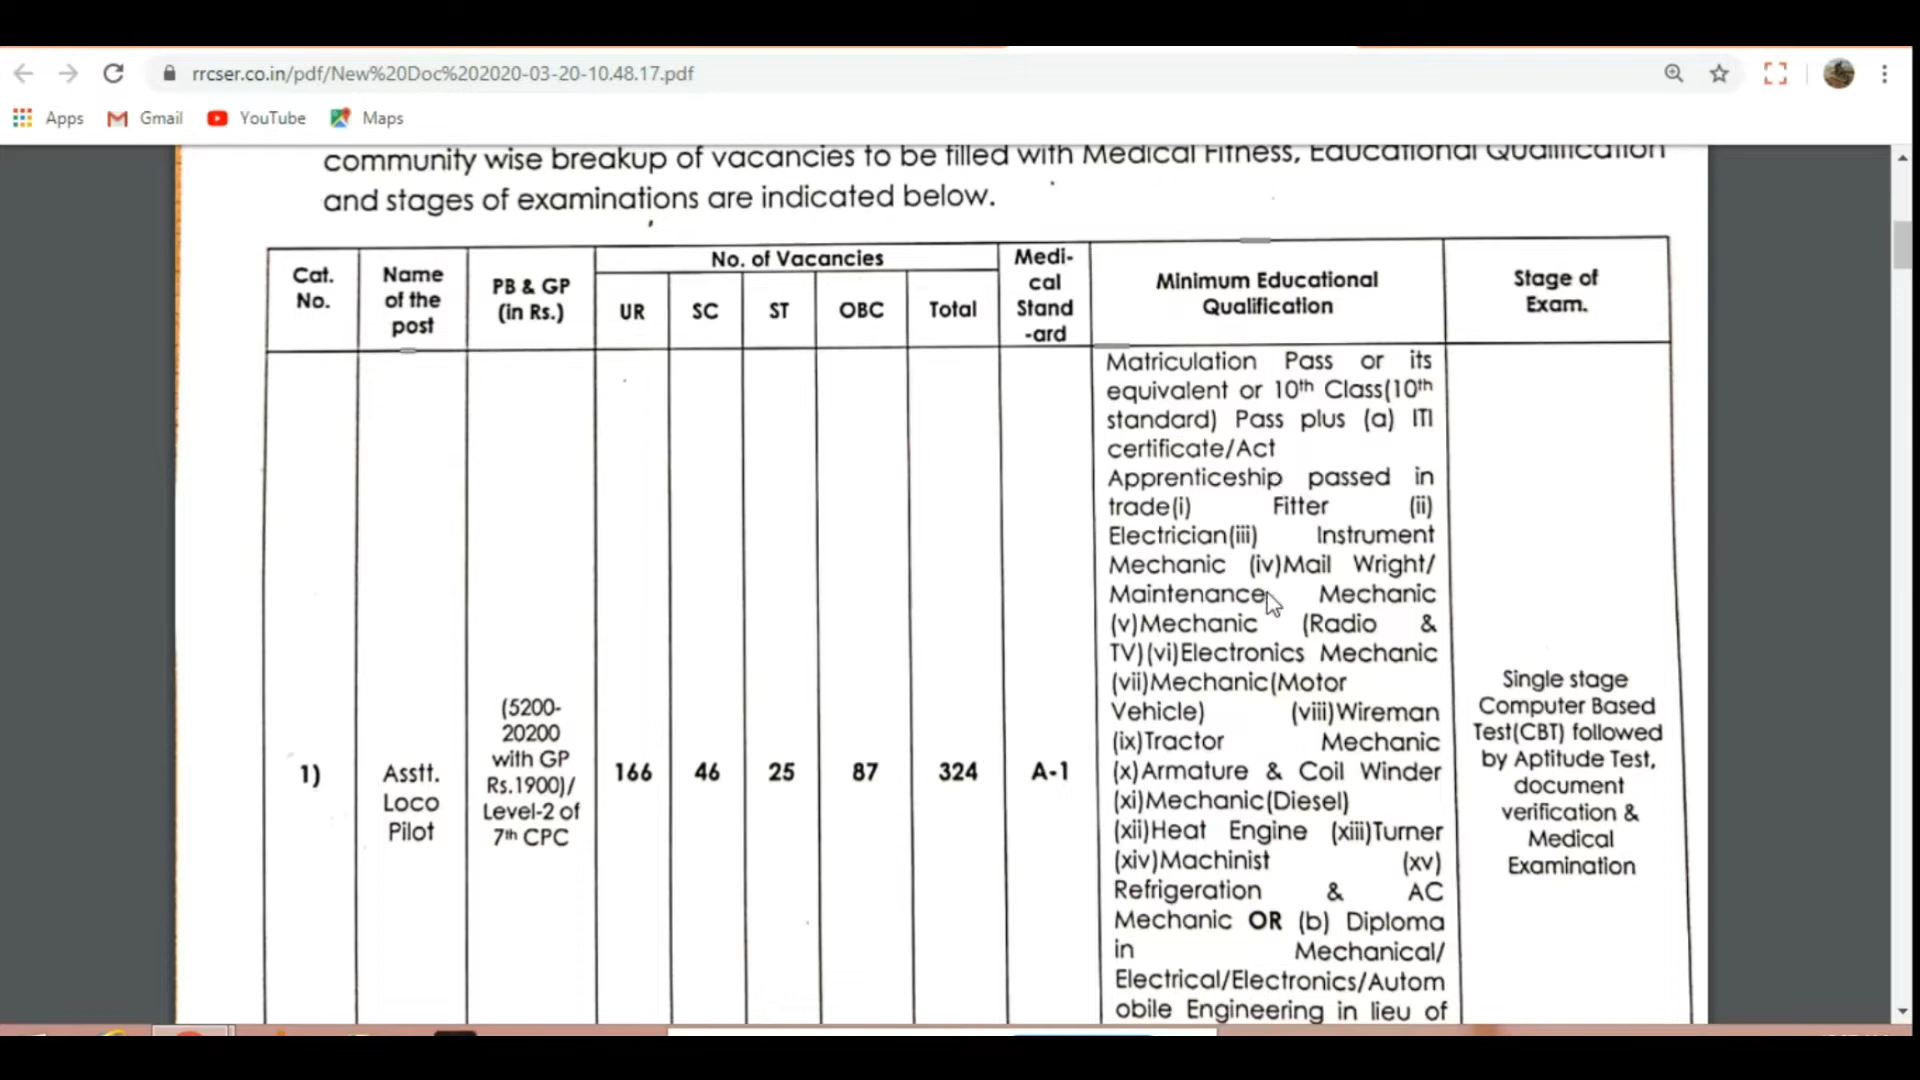 rrcser.co.in/pdf/New%20Doc%202020-03-20-10.48.17.pdf
Apps Gmail YouTube Maps
community wise breakup of vacancies to be filled with Medical Fitness, Educational Qualification
and stages of examinations are indicated below.
Cat.
No.
Name
of the
post
PB & GP
(in Rs.)
No. of Vacancies
UR SC ST OBC Total
Medi-
cal
Stand
-ard
Minimum Educational
Qualification
Stage of
Exam.
1)
Asstt.
Loco
Pilot
(5200-
20200
with GP
Rs.1900)/
Level-2 of
7th CPC
166 46 25 87 324 A-1
Matriculation Pass or its
equivalent or 10th Class(10th
standard) Pass plus (a) ITI
certificate/Act
Apprenticeship passed in
trade(i) Fitter (ii)
Electrician(iii) Instrument
Mechanic (iv)Mail Wright/
Maintenance Mechanic
(v)Mechanic (Radio &
TV)(vi)Electronics Mechanic
(vii)Mechanic(Motor
Vehicle) (viii)Wireman
(ix)Tractor Mechanic
(x)Armature & Coil Winder
(xi)Mechanic(Diesel)
(xii)Heat Engine (xiii)Turner
(xiv)Machinist (xv)
Refrigeration & AC
Mechanic OR (b) Diploma
in Mechanical/
Electrical/Electronics/Autom
obile Engineering in lieu of
Single stage
Computer Based
Test(CBT) followed
by Aptitude Test,
document
verification &
Medical
Examination